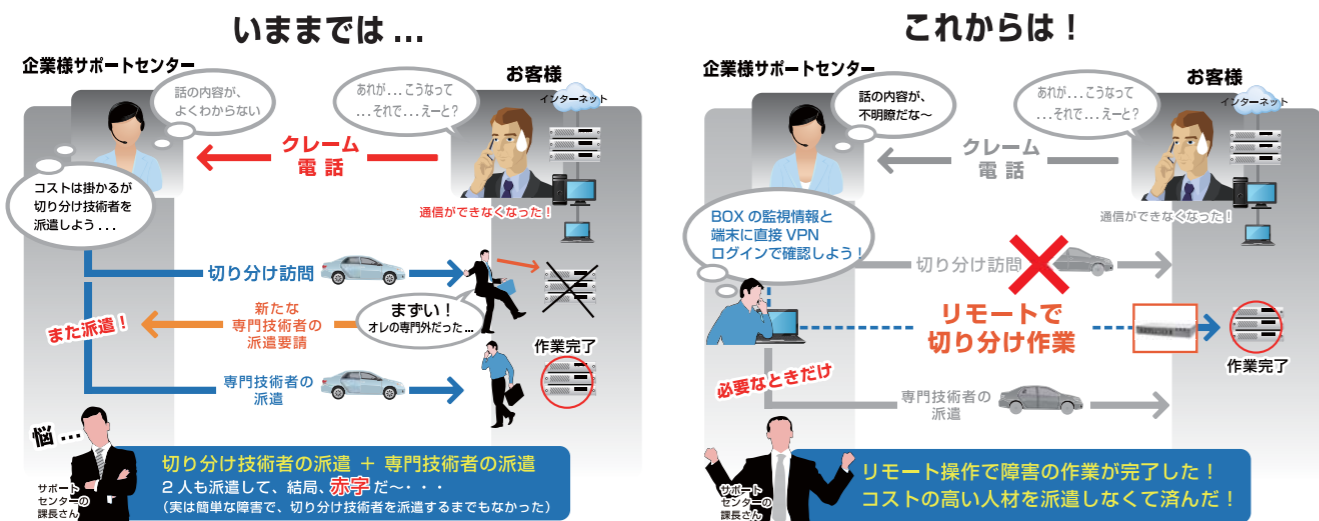 いままでは...
企業様サポートセンター
お客様
話の内容が、
よくわからない
あれが...こうなって
...それで...えーと?
インターネット
クレーム
電話
コストは掛かるが
切り分け技術者を
派遣しよう...
通信ができなくなった!
切り分け訪問
まずい!
オレの専門外だった...
新たな
専門技術者の
派遣要請
また派遣!
作業完了
専門技術者の
派遣
悩...
サポート
センターの
課長さん
切り分け技術者の派遣 + 専門技術者の派遣
2人も派遣して、結局、赤字だ~・・・
(実は簡単な障害で、切り分け技術者を派遣するまでもなかった)
これからは!
企業様サポートセンター
お客様
話の内容が、
不明瞭だな~
あれが...こうなって
...それで...えーと?
インターネット
クレーム
電話
BOXの監視情報と
端末に直接VPN
ログインで確認しよう!
通信ができなくなった!
切り分け訪問
リモートで
切り分け作業
作業完了
必要なときだけ
専門技術者の
派遣
サポート
センターの
課長さん
リモート操作で障害の作業が完了した!
コストの高い人材を派遣しなくて済んだ!